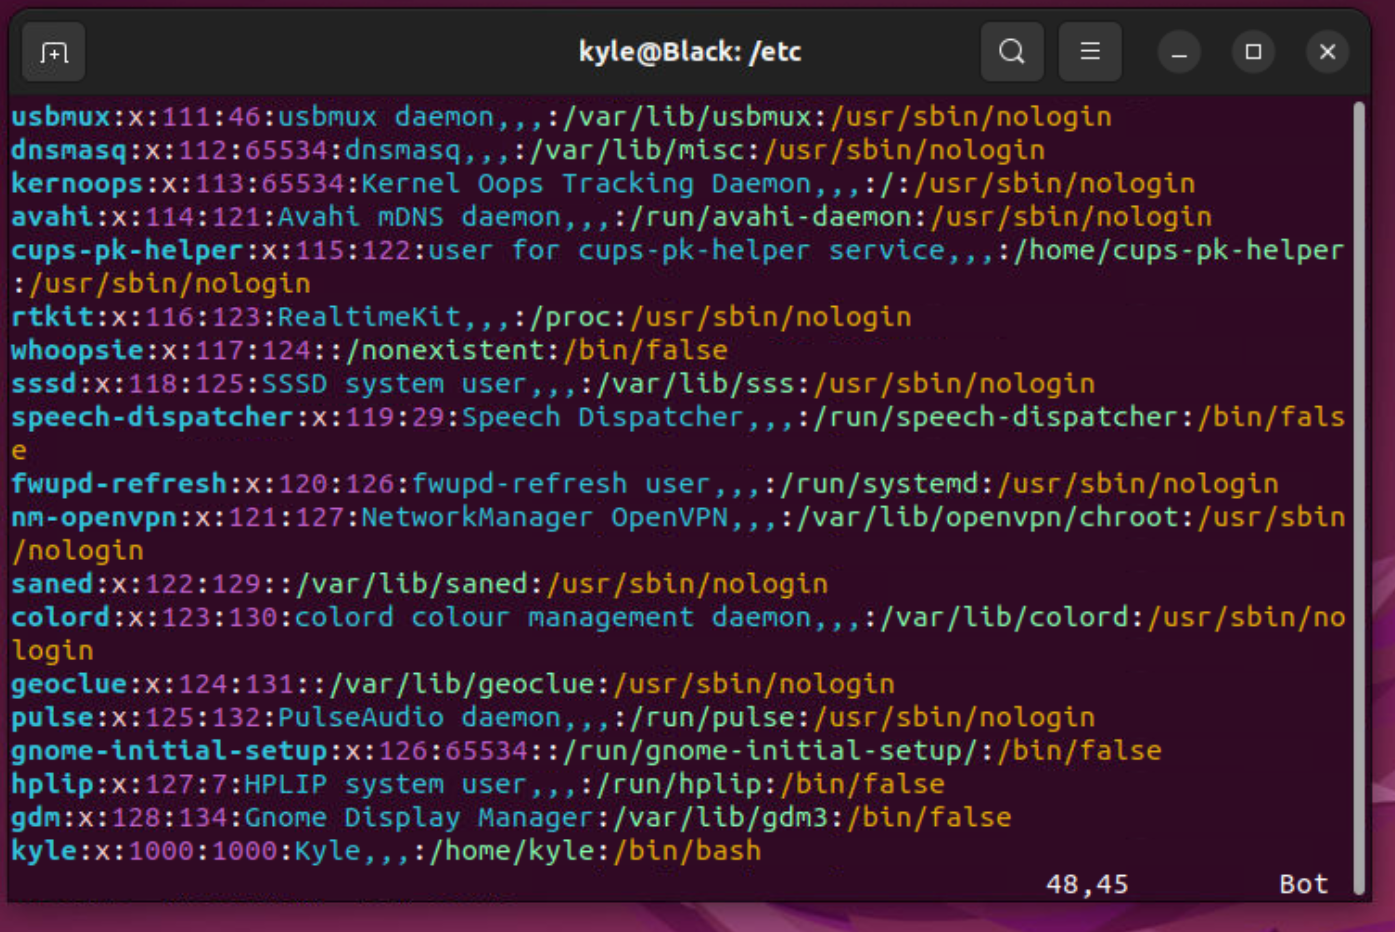 kyle@Black: /etc
usbmux:x:111:46:usbmux daemon,,,:/var/lib/usbmux:/usr/sbin/nologin
dnsmasq:x:112:65534:dnsmasq,,,:/var/lib/misc:/usr/sbin/nologin
kernoops:x:113:65534:Kernel Oops Tracking Daemon,,,:/:/usr/sbin/nologin
avahi:x:114:121:Avahi mDNS daemon,,,:/run/avahi-daemon:/usr/sbin/nologin
cups-pk-helper:x:115:122:user for cups-pk-helper service,,,:/home/cups-pk-helper
:/usr/sbin/nologin
rtkit:x:116:123:RealtimeKit,,,:/proc:/usr/sbin/nologin
whoopsie:x:117:124::/nonexistent:/bin/false
sssd:x:118:125:SSSD system user,,,:/var/lib/sss:/usr/sbin/nologin
speech-dispatcher:x:119:29:Speech Dispatcher,,,:/run/speech-dispatcher:/bin/fals
e
fwupd-refresh:x:120:126:fwupd-refresh user,,,:/run/systemd:/usr/sbin/nologin
nm-openvpn:x:121:127:NetworkManager OpenVPN,,,:/var/lib/openvpn/chroot:/usr/sbin
/nologin
saned:x:122:129::/var/lib/saned:/usr/sbin/nologin
colord:x:123:130:colord colour management daemon,,,:/var/lib/colord:/usr/sbin/no
login
geoclue:x:124:131::/var/lib/geoclue:/usr/sbin/nologin
pulse:x:125:132:PulseAudio daemon,,,:/run/pulse:/usr/sbin/nologin
gnome-initial-setup:x:126:65534::/run/gnome-initial-setup/:/bin/false
hplip:x:127:7:HPLIP system user,,,:/run/hplip:/bin/false
gdm:x:128:134:Gnome Display Manager:/var/lib/gdm3:/bin/false
kyle:x:1000:1000:Kyle,,,:/home/kyle:/bin/bash
48,45 Bot